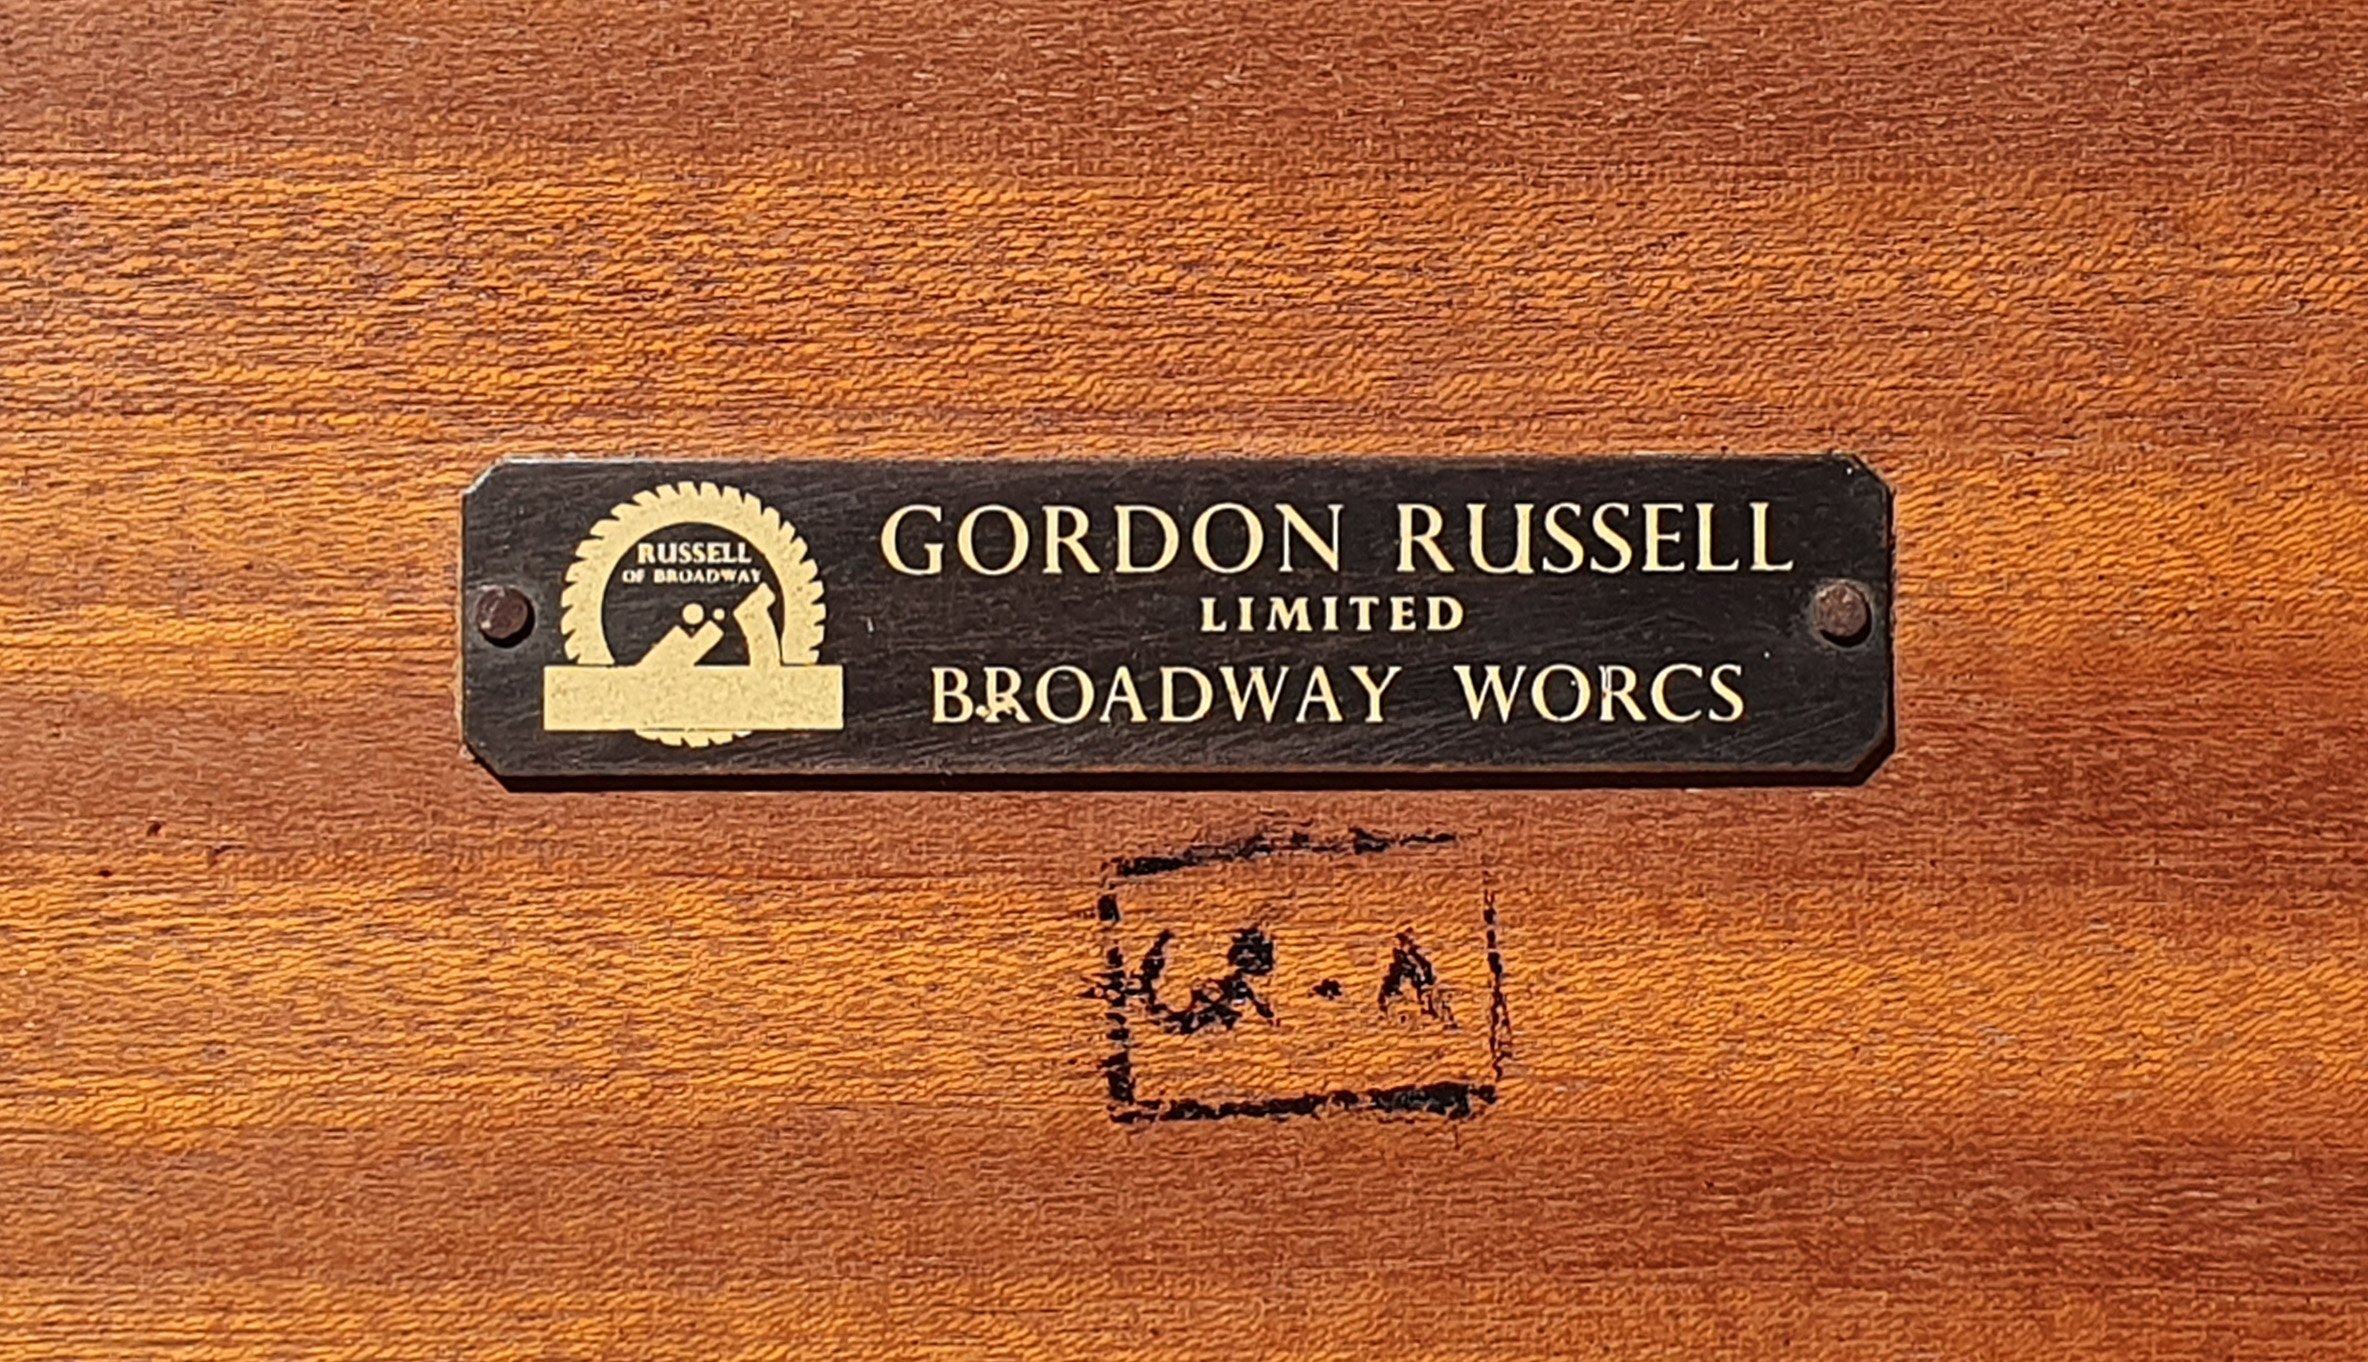 RUSSELL
OF BROADWAY
GORDON RUSSELL
LIMITED
BROADWAY WORCS